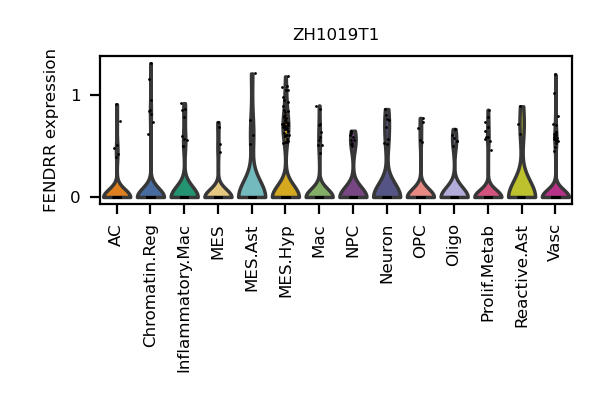 ZH1019T1
FENDRR expression
1
0
AC
Chromatin.Reg
Inflammatory.Mac
MES
MES.Ast
MES.Hyp
Mac
NPC
Neuron
OPC
Oligo
Prolif.Metab
Reactive.Ast
Vasc